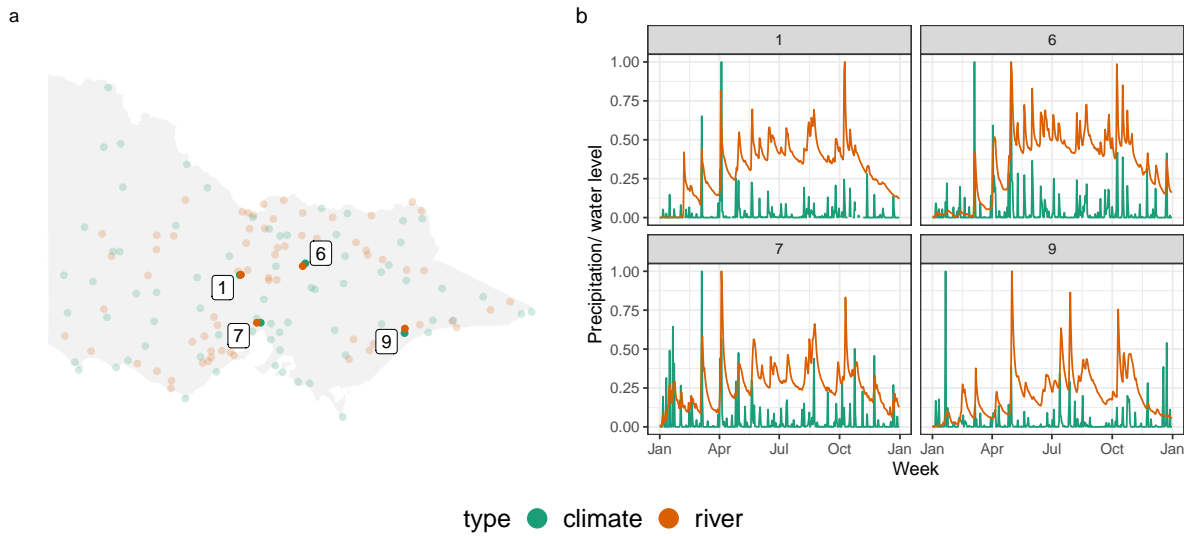 a
6
1
7
9
b
Precipitation/ water level
1
6
1.00
0.75
0.50
0.25
0.00
7
9
1.00
0.75
0.50
0.25
0.00
Jan Apr Jul Oct Jan
Jan Apr Jul Oct Jan
Week
type climate river